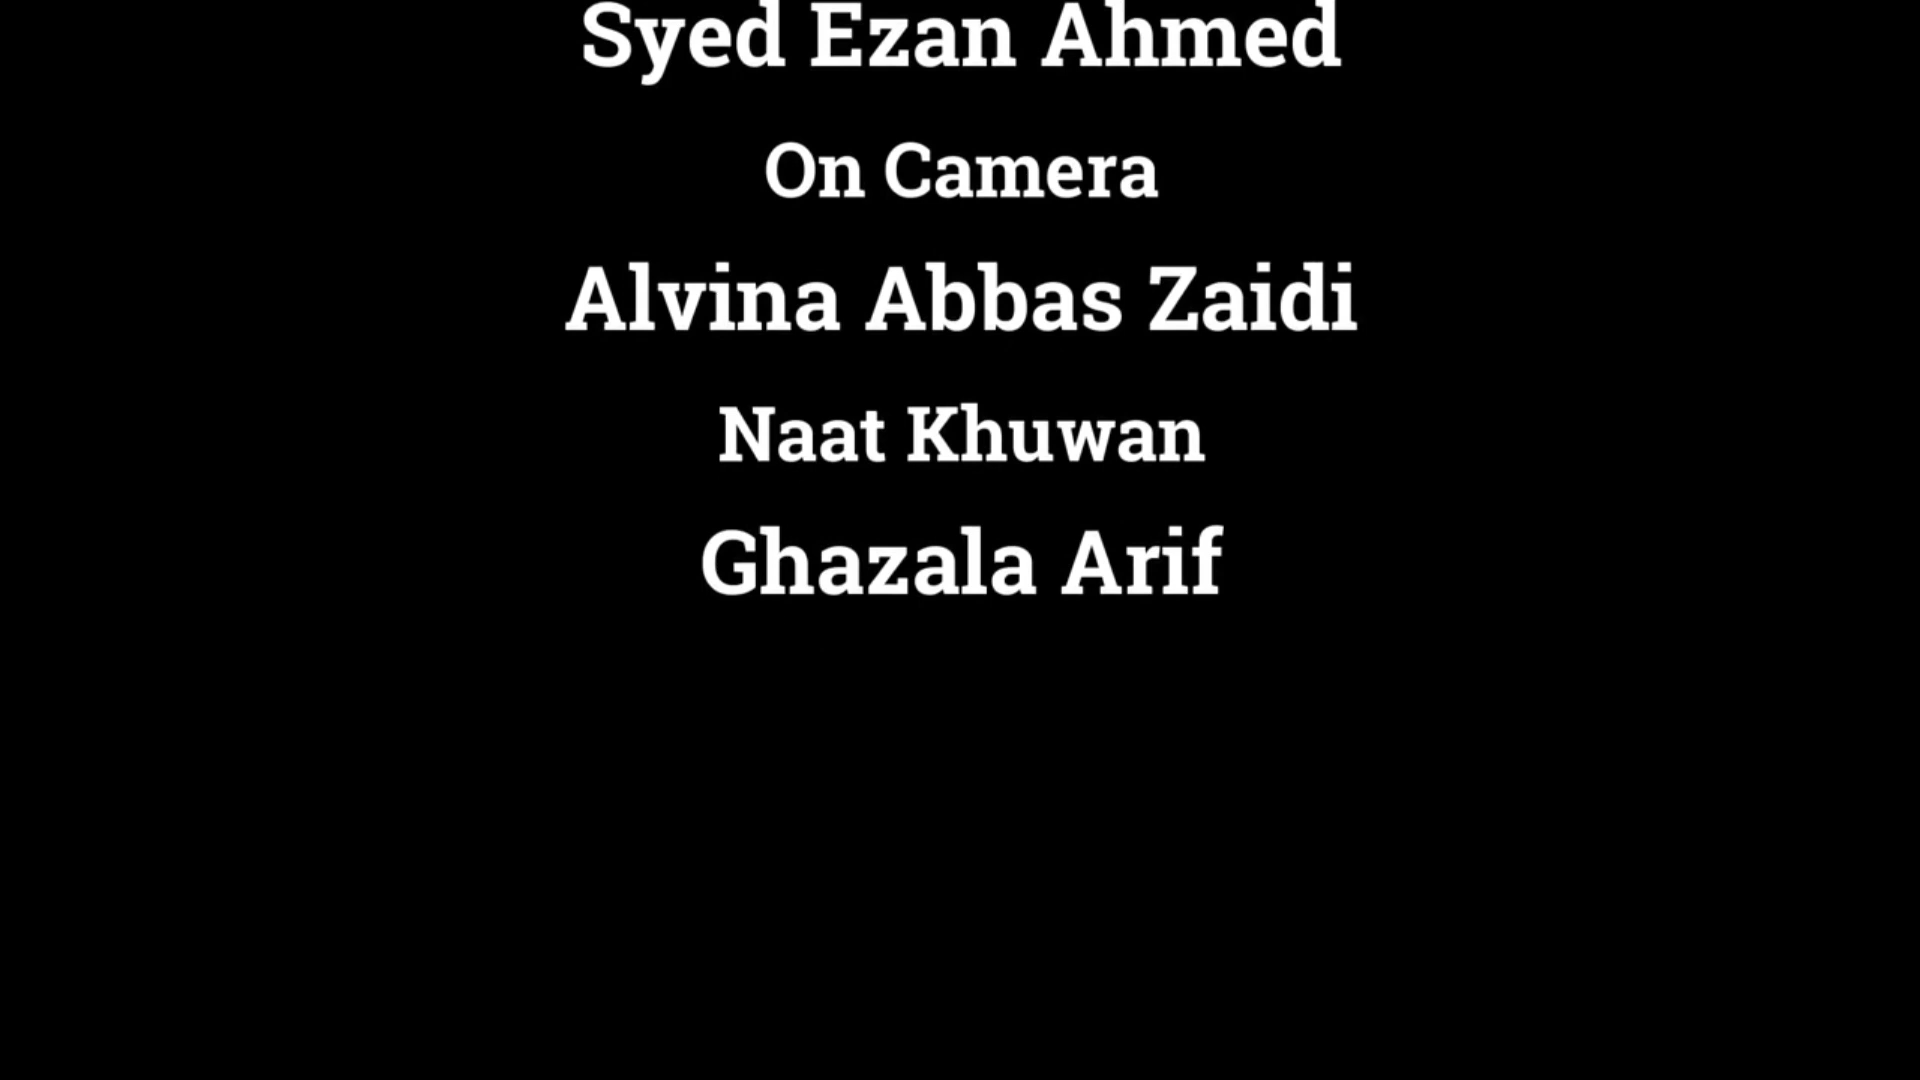 Syed Ezan Ahmed
On Camera
Alvina Abbas Zaidi
Naat Khuwan
Ghazala Arif